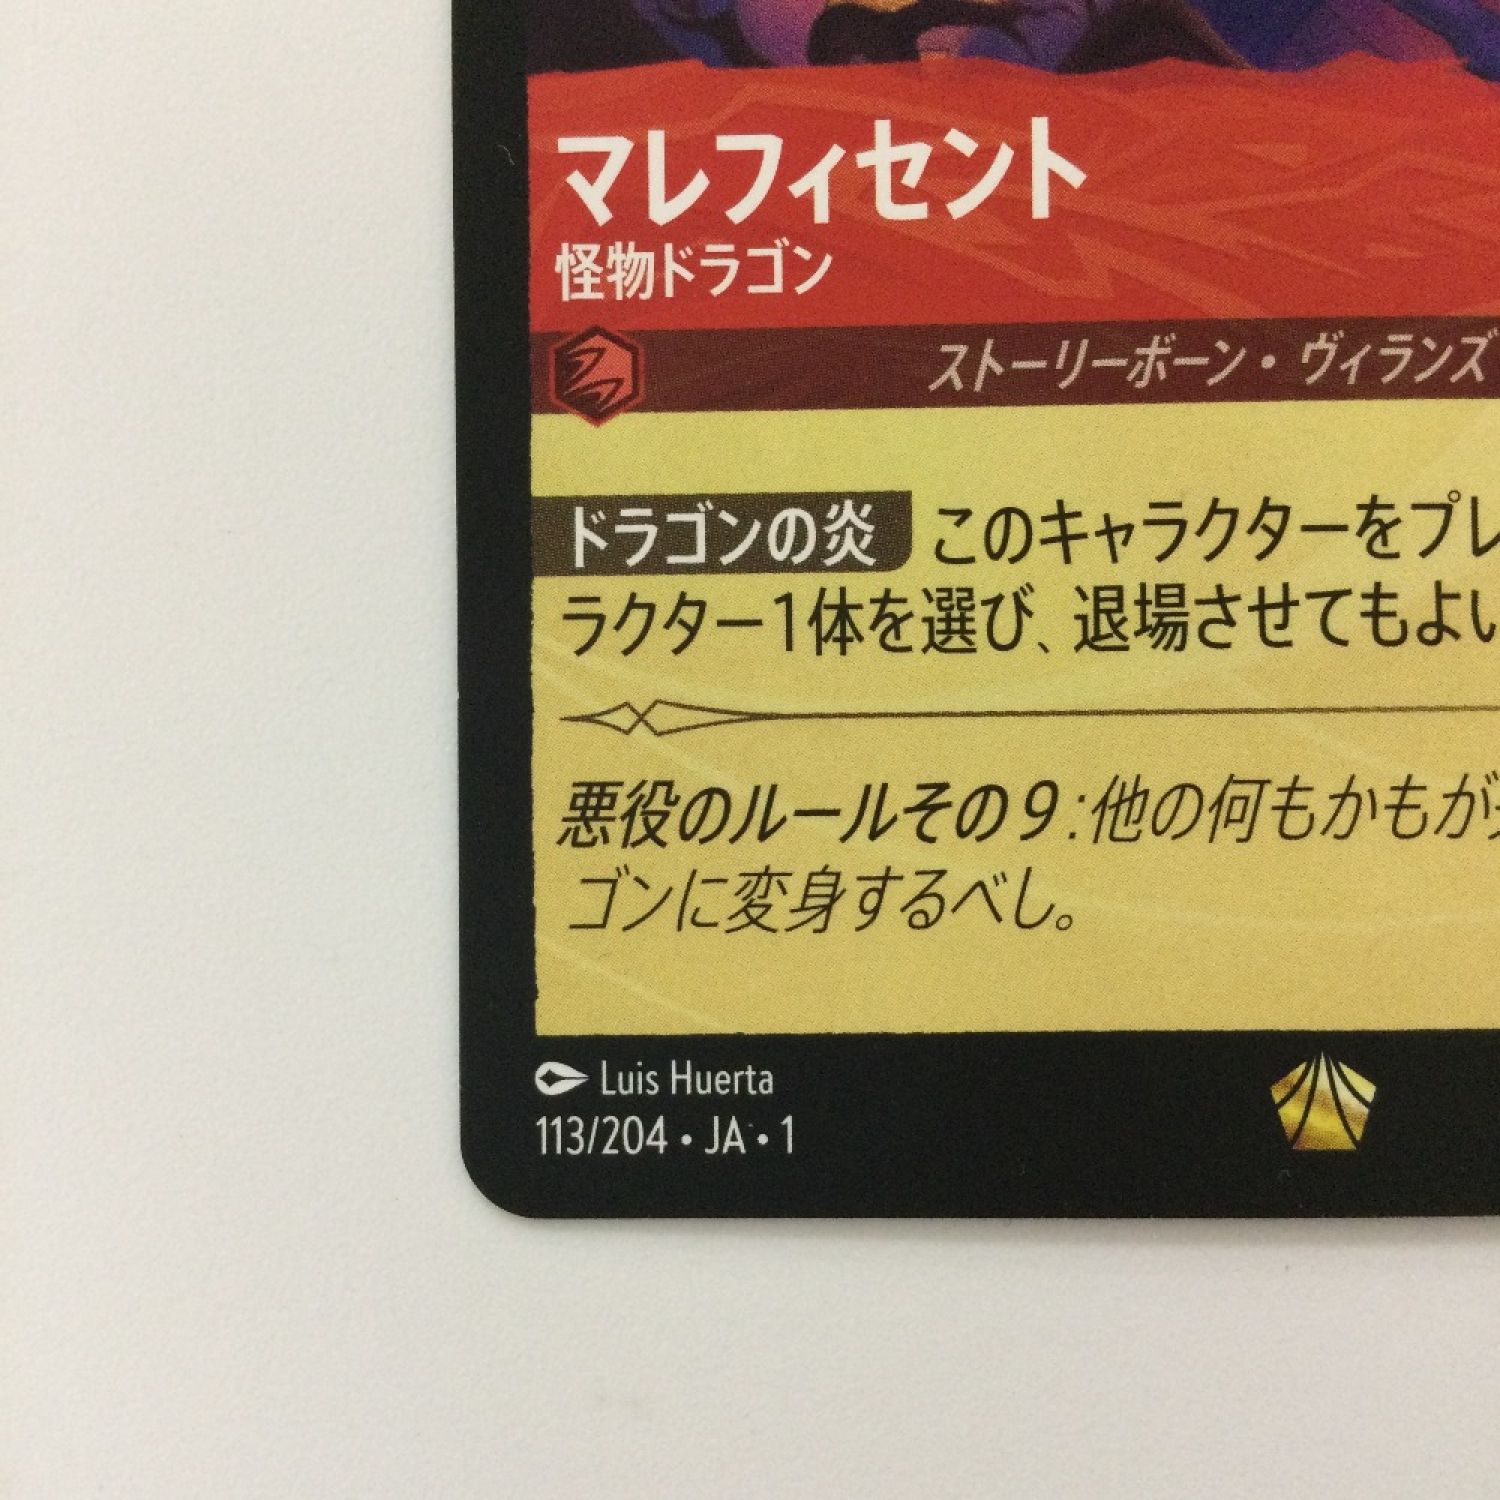 マレフィセント
怪物ドラゴン
ストーリーボーン・ヴィランズ
ドラゴンの炎 このキャラクターをプレ
ラクター1体を選び、退場させてもよい
悪役のルールその9:他の何もかもが
ゴンに変身するべし。
Luis Huerta
113/204・JA・1